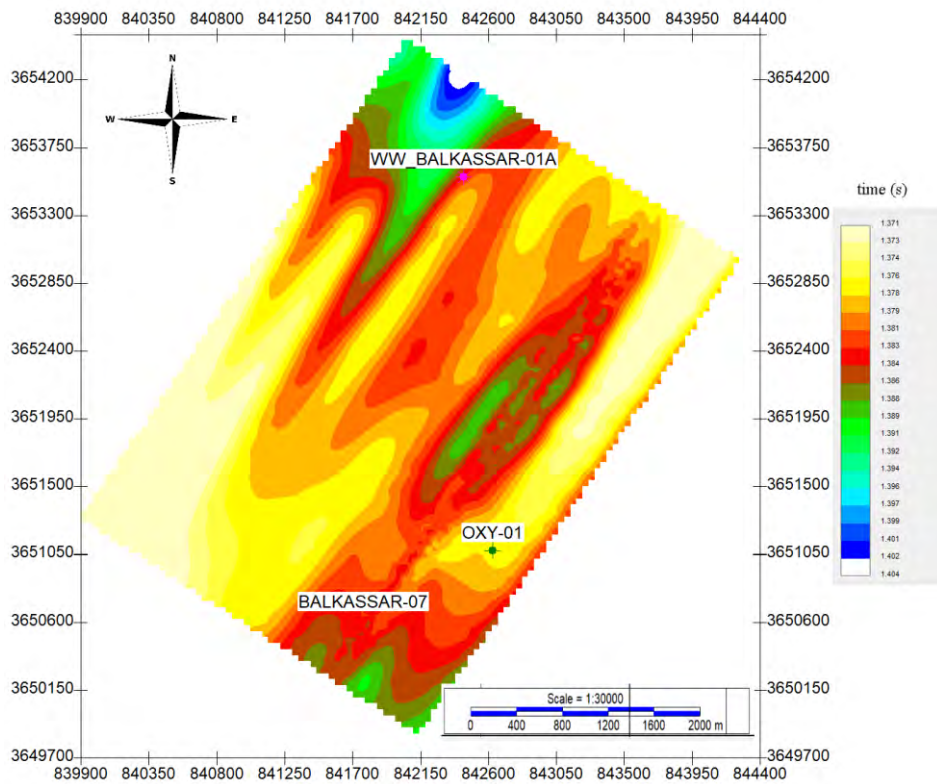 839900 840350 840800 841250 841700 842150 842600 843050 843500 843950 844400
3654200 3654200
N
W E
S
3653750 3653750
WW_BALKASSAR-01A
time (s)
3653300 3653300
1.371
1.373
1.374
1.376
1.378
1.379
1.381
1.383
1.384
1.386
1.388
1.389
1.391
1.394
1.396
1.397
1.399
1.401
1.402
1.404
3652850 3652850
3652400 3652400
3651950 3651950
3651500 3651500
OXY-01
3651050 3651050
BALKASSAR-07
3650600 3650600
3650150 3650150
Scale = 1:30000
0 400 800 1200 1600 2000 m
3649700 3649700
839900 840350 840800 841250 841700 842150 842600 843050 843500 843950 844400